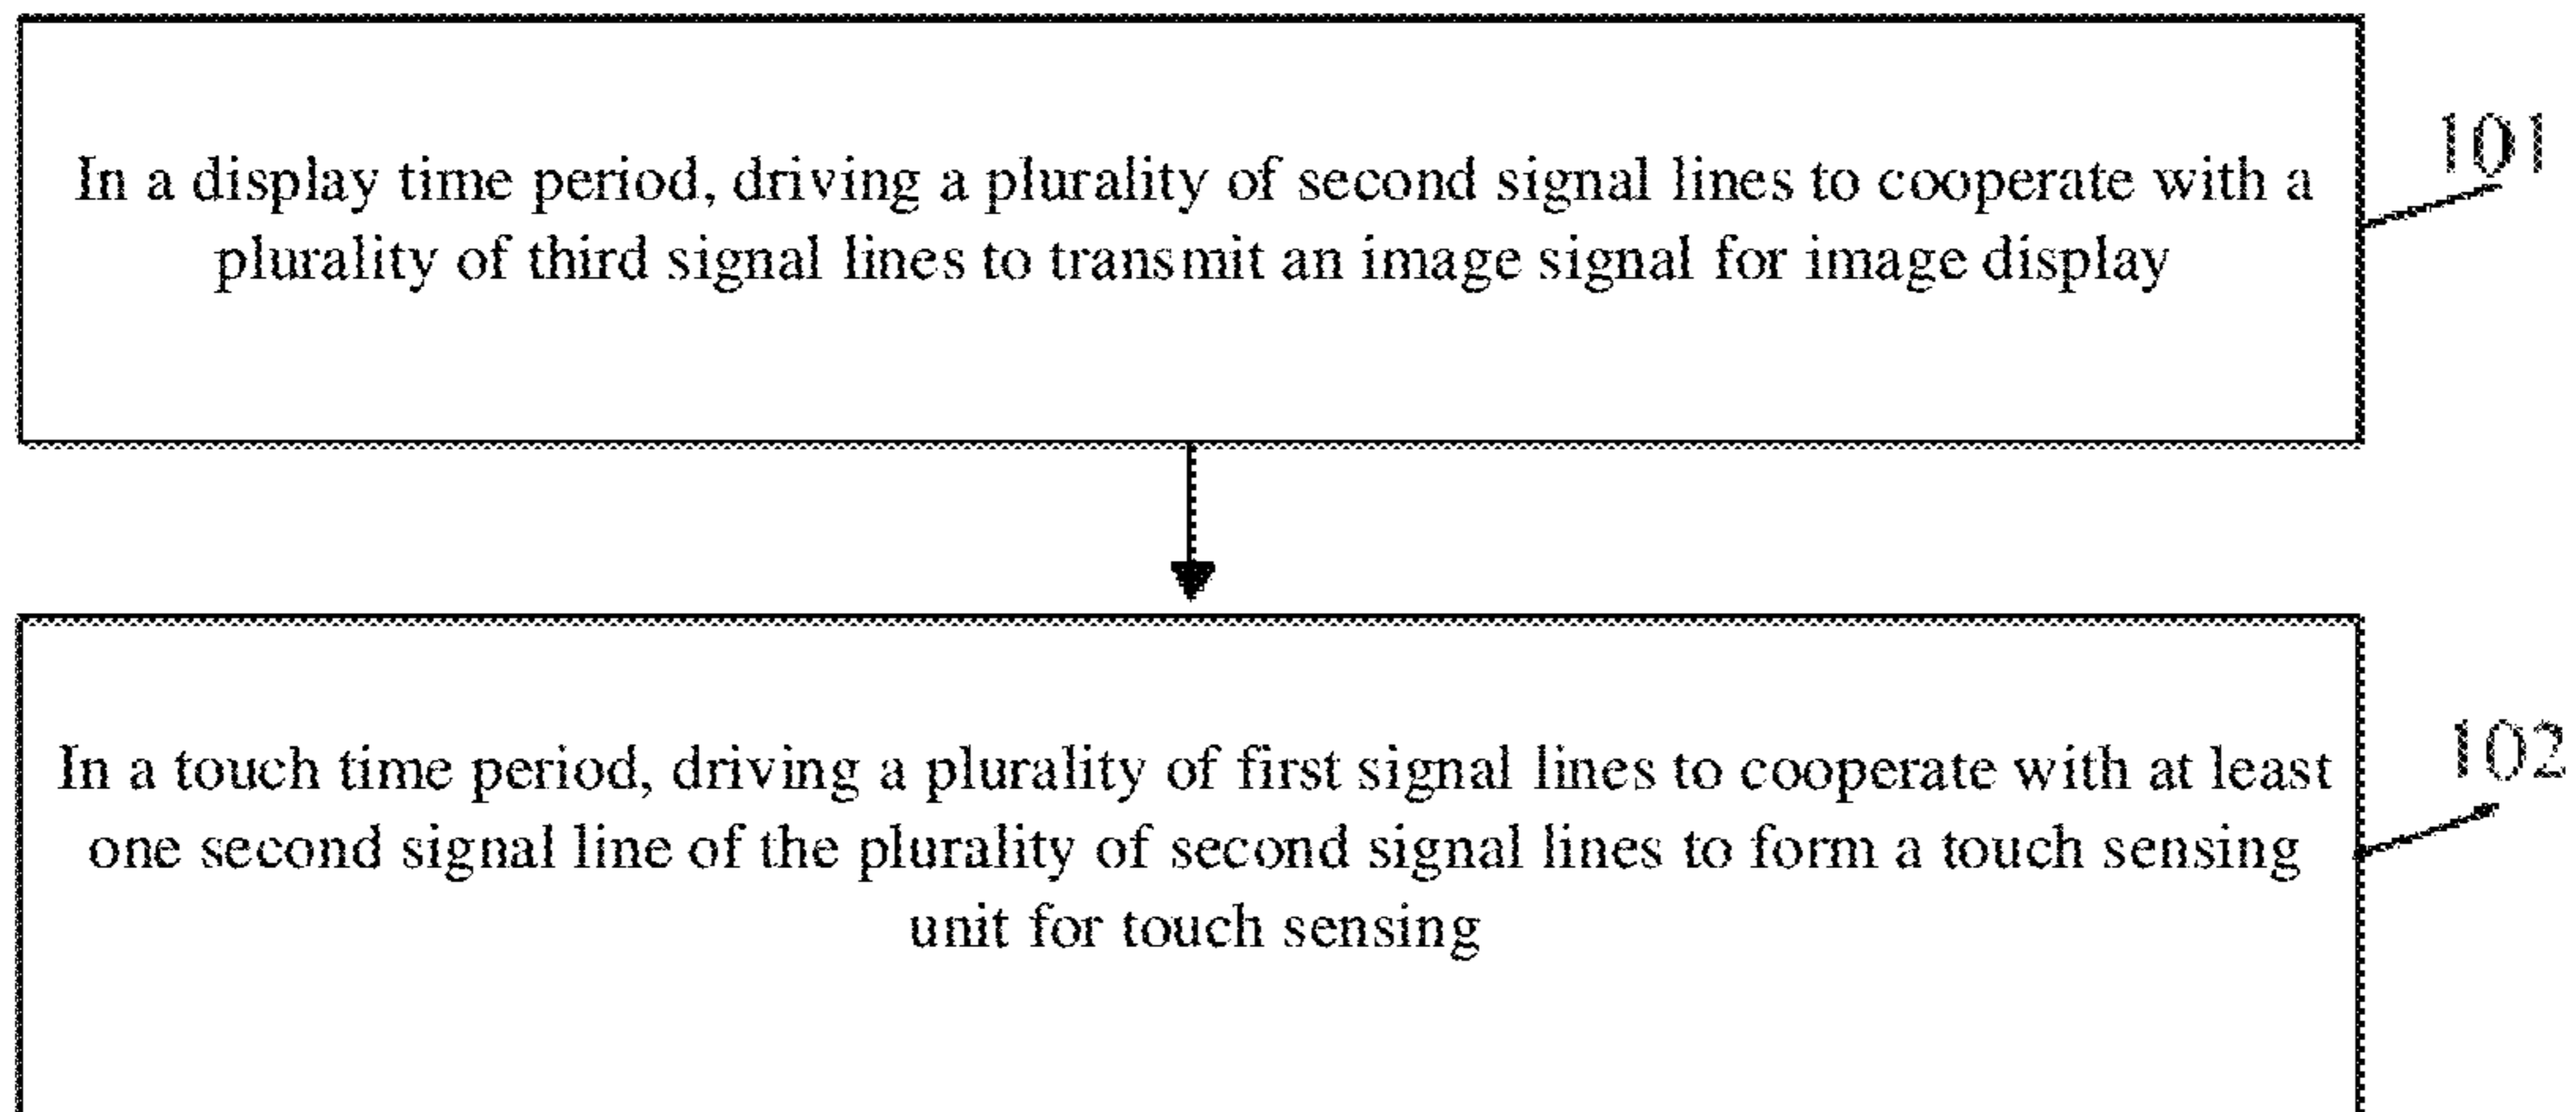 In a display time period, driving a plurality of second signal lines to cooperate with a
plurality of third signal lines to transmit an image signal for image display
101
In a touch time period, driving a plurality of first signal lines to cooperate with at least
one second signal line of the plurality of second signal lines to form a touch sensing
unit for touch sensing
102